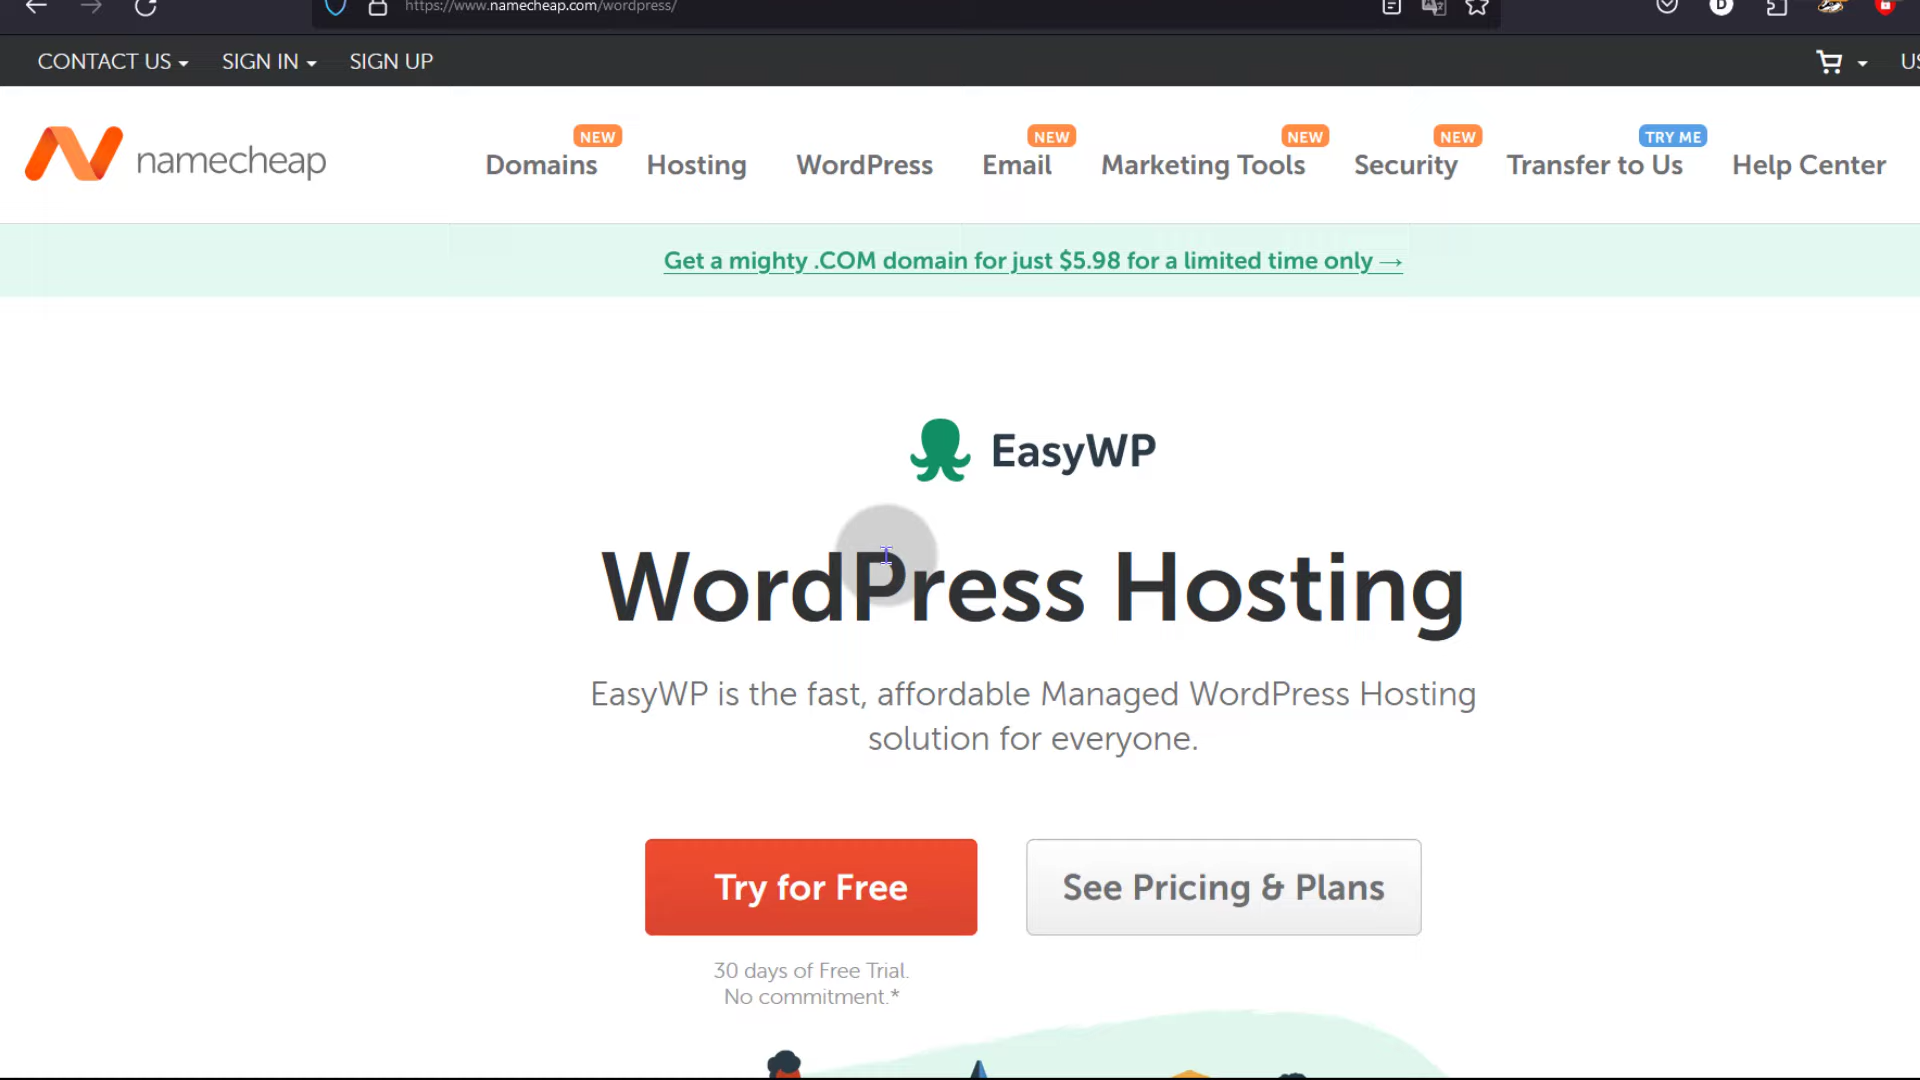 https://www.namecheap.com/wordpress/
CONTACT US SIGN IN SIGN UP
NEW NEW NEW NEW TRY ME
namecheap Domains Hosting WordPress Email Marketing Tools Security Transfer to Us Help Center
Get a mighty .COM domain for just $5.98 for a limited time only →
EasyWP
WordPress Hosting
EasyWP is the fast, affordable Managed WordPress Hosting
solution for everyone.
Try for Free See Pricing & Plans
30 days of Free Trial.
No commitment.*